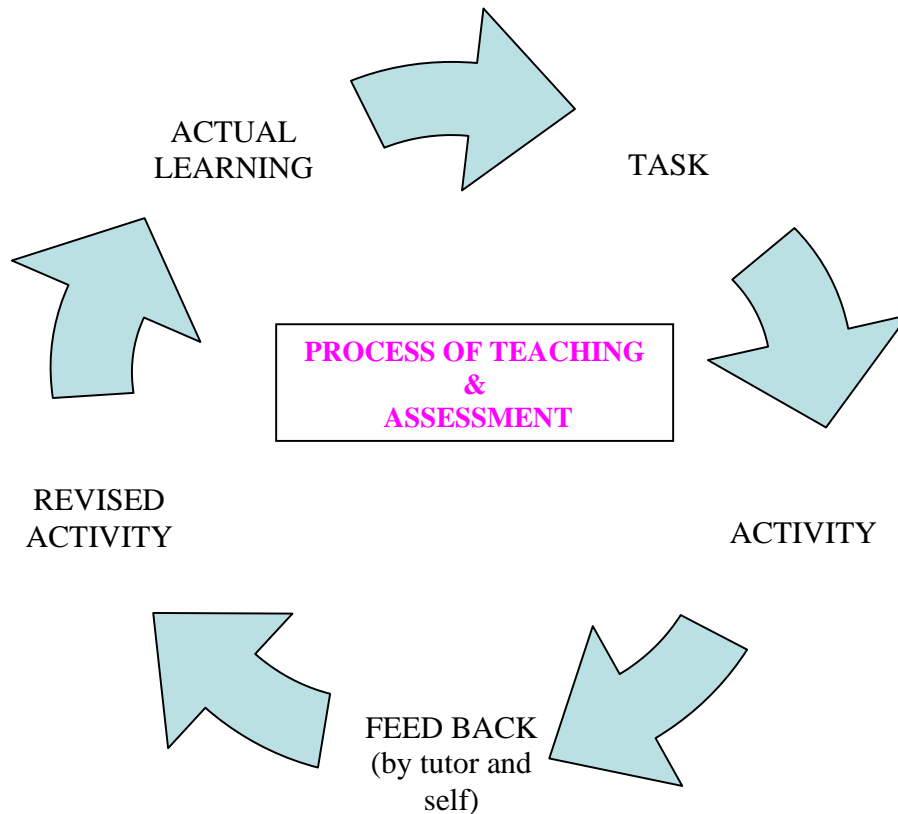 ACTUAL
LEARNING
TASK
PROCESS OF TEACHING
&
ASSESSMENT
REVISED
ACTIVITY
ACTIVITY
FEED BACK
(by tutor and
self)